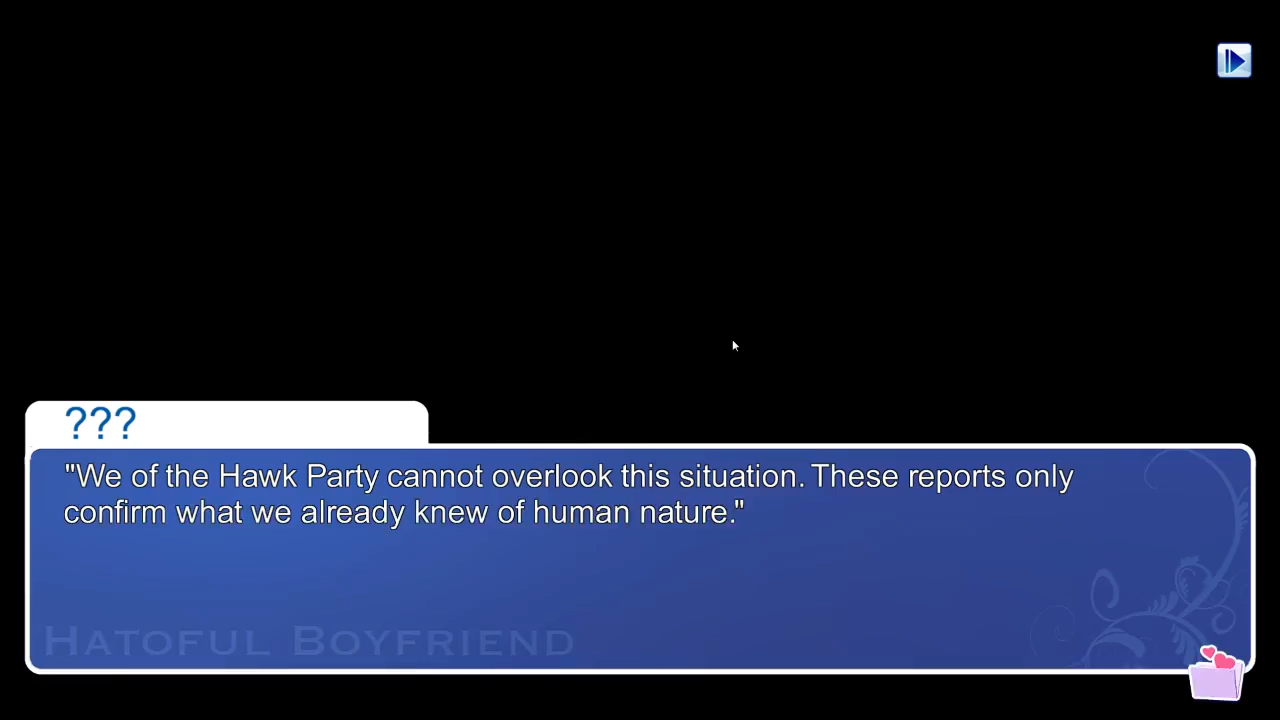 ???
"We of the Hawk Party cannot overlook this situation. These reports only
confirm what we already knew of human nature."
HATOFUL BOYFRIEND